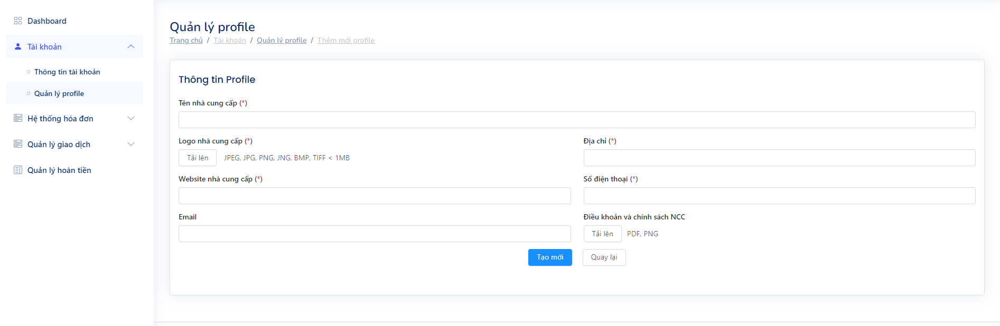 Dashboard
Tài khoản
Thông tin tài khoản
Quản lý profile
Hệ thống hóa đơn
Quản lý giao dịch
Quản lý hoàn tiền
Quản lý profile
Trang chủ / Tài khoản / Quản lý profile / Thêm mới profile
Thông tin Profile
Tên nhà cung cấp (*)
Logo nhà cung cấp (*)
Tải lên JPEG, JPG, PNG, JNG, BMP, TIFF < 1MB
Địa chỉ (*)
Website nhà cung cấp (*)
Số điện thoại (*)
Email
Điều khoản và chính sách NCC
Tải lên PDF, PNG
Tạo mới
Quay lại